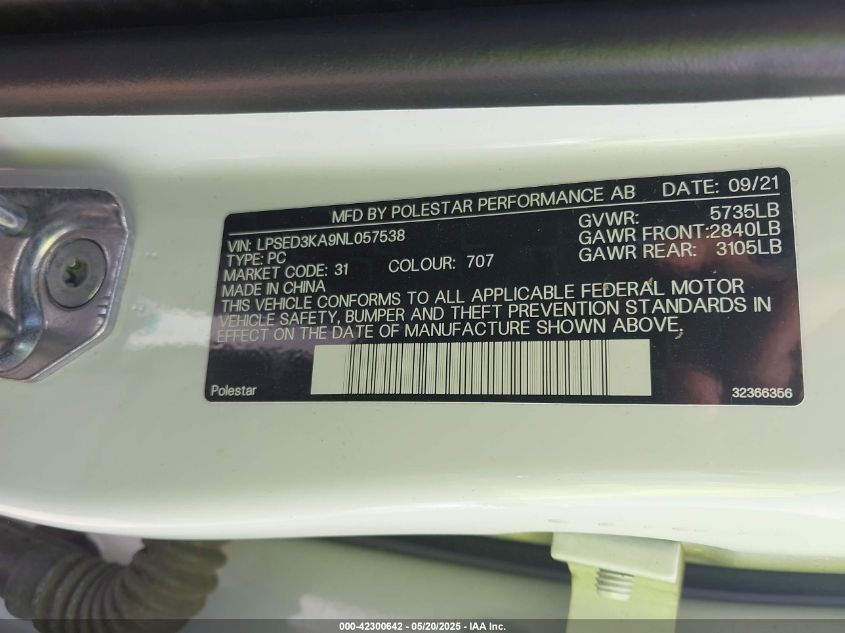 MFD BY POLESTAR PERFORMANCE AB DATE: 09/21
VIN: LPSED3KA9NL057538 GVWR: 5735LB
TYPE: PC GAWR FRONT:2840LB
MARKET CODE: 31 COLOUR: 707 GAWR REAR: 3105LB
MADE IN CHINA
THIS VEHICLE CONFORMS TO ALL APPLICABLE FEDERAL MOTOR
VEHICLE SAFETY, BUMPER AND THEFT PREVENTION STANDARDS IN
EFFECT ON THE DATE OF MANUFACTURE SHOWN ABOVE.
Polestar 32366356
000-42300642 - 05/20/2025 - IAA Inc.